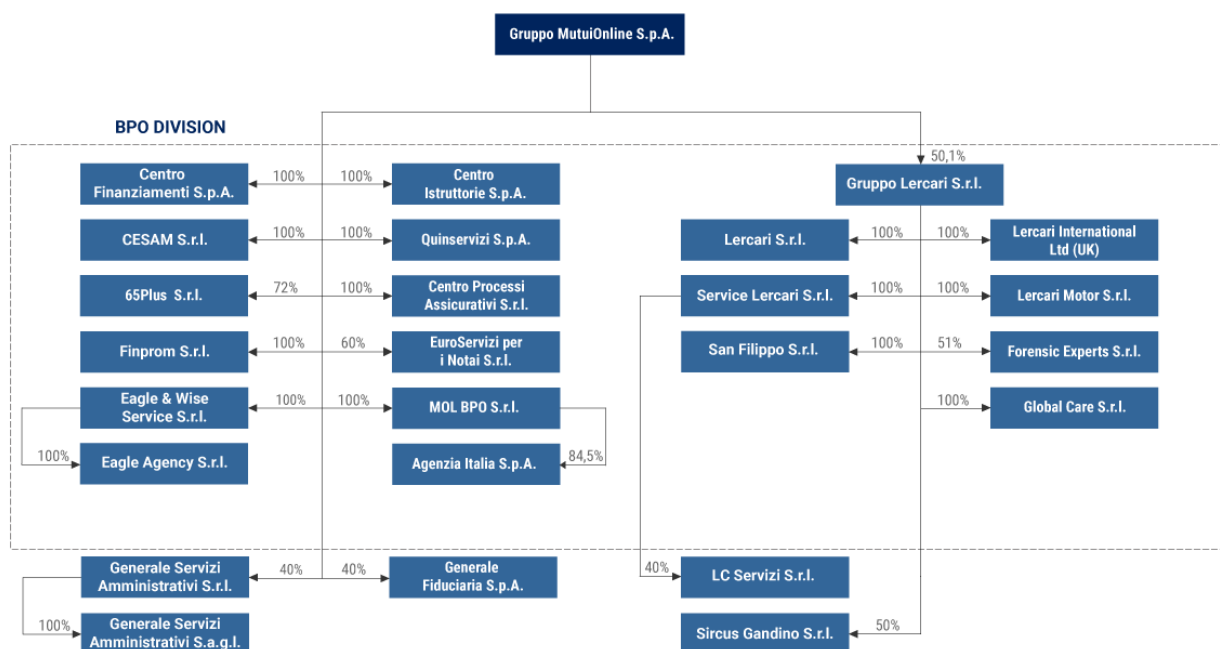 Gruppo MutuiOnline S.p.A.
BPO DIVISION
50,1%
Centro
Finanziamenti S.p.A.
100%
100%
Centro
Istruttorie S.p.A.
Gruppo Lercari S.r.l.
CESAM S.r.l.
100%
100%
Quinservizi S.p.A.
Lercari S.r.l.
100%
100%
Lercari International
Ltd (UK)
65Plus S.r.l.
72%
100%
Centro Processi
Assicurativi S.r.l.
Service Lercari S.r.l.
100%
100%
Lercari Motor S.r.l.
Finprom S.r.l.
100%
60%
EuroServizi per
i Notai S.r.l.
San Filippo S.r.l.
100%
51%
Forensic Experts S.r.l.
Eagle & Wise
Service S.r.l.
100%
100%
MOL BPO S.r.l.
100%
Global Care S.r.l.
100%
Eagle Agency S.r.l.
Agenzia Italia S.p.A.
84,5%
Generale Servizi
Amministrativi S.r.l.
40%
40%
Generale
Fiduciaria S.p.A.
40%
LC Servizi S.r.l.
100%
Generale Servizi
Amministrativi S.a.g.l.
Sircus Gandino S.r.l.
50%